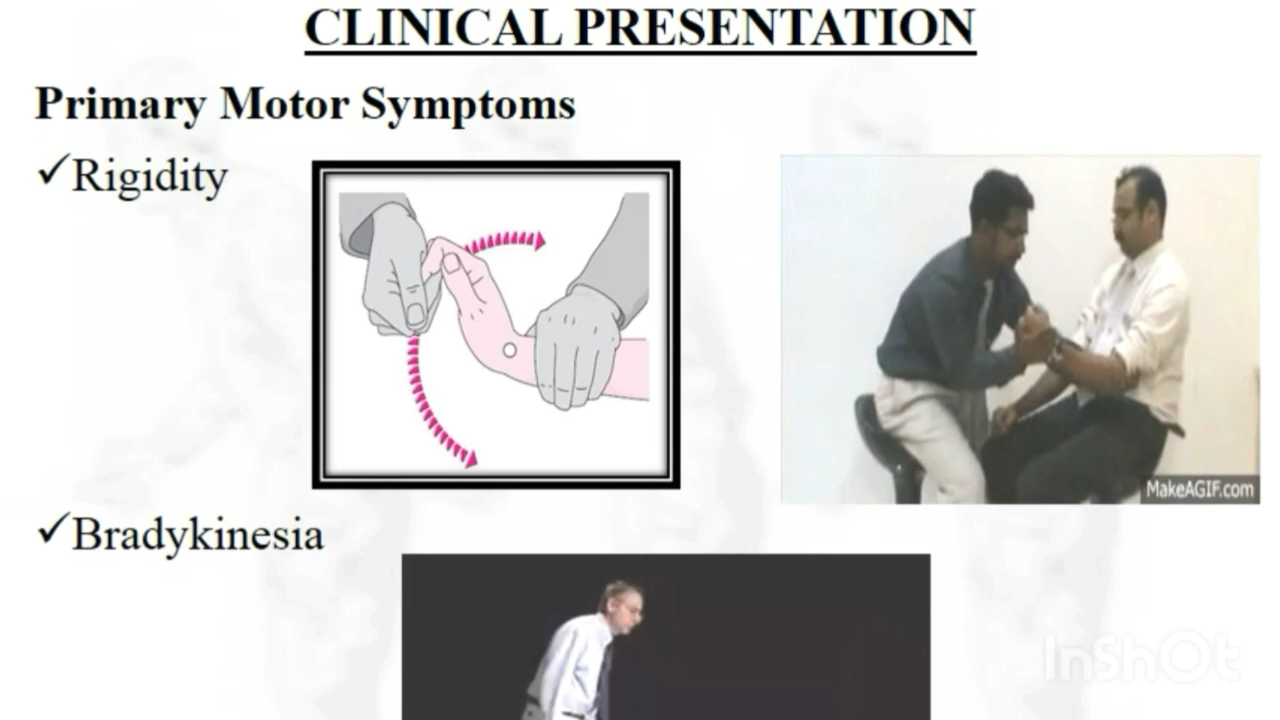 CLINICAL PRESENTATION
Primary Motor Symptoms
✓Rigidity
MakeAGIF.com
✓Bradykinesia
InShOt